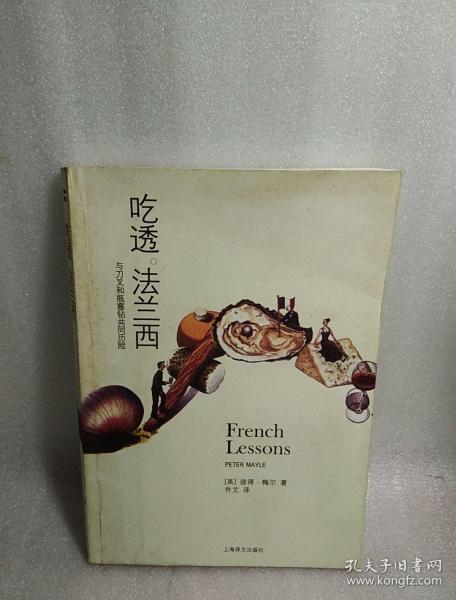 吃透。法兰西
与刀叉和瓶塞钻共同历险
French
Lessons
PETER MAYLE
[英] 彼得·梅尔 著
乔艾 译
上海译文出版社
孔夫子旧书网
www.kongfz.com